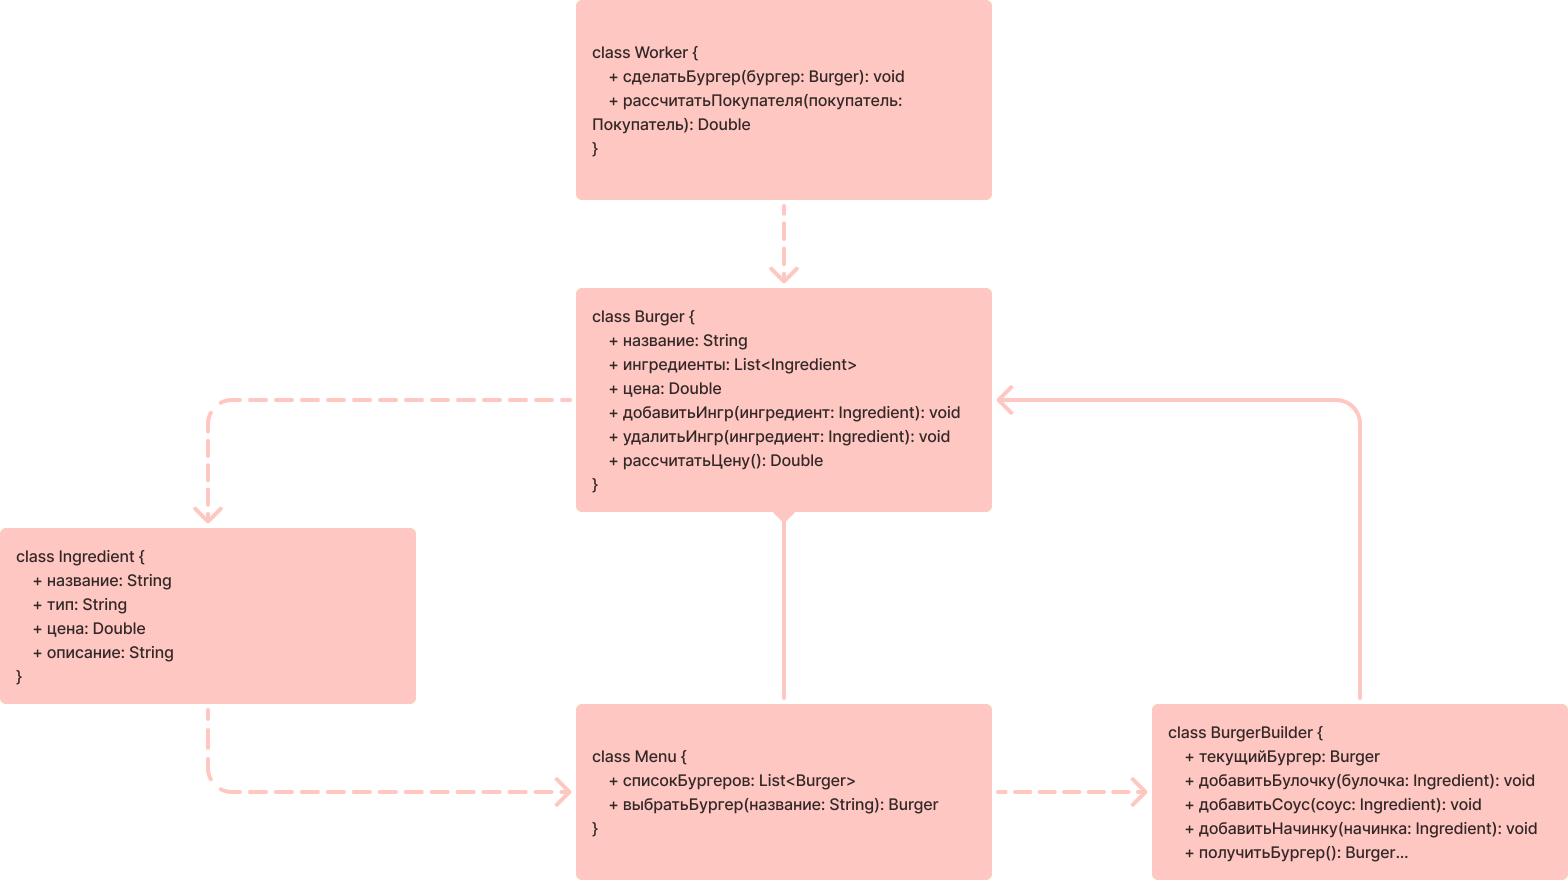 class Worker {
+ сделатьБургер(бургер: Burger): void
+ рассчитатьПокупателя(покупатель:
Покупатель): Double
}
class Burger {
+ название: String
+ ингредиенты: List<Ingredient>
+ цена: Double
+ добавитьИнгр(ингредиент: Ingredient): void
+ удалитьИнгр(ингредиент: Ingredient): void
+ рассчитатьЦену(): Double
}
class Ingredient {
+ название: String
+ тип: String
+ цена: Double
+ описание: String
}
class Menu {
+ списокБургеров: List<Burger>
+ выбратьБургер(название: String): Burger
}
class BurgerBuilder {
+ текущийБургер: Burger
+ добавитьБулочку(булочка: Ingredient): void
+ добавитьСоус(соус: Ingredient): void
+ добавитьНачинку(начинка: Ingredient): void
+ получитьБургер(): Burger...